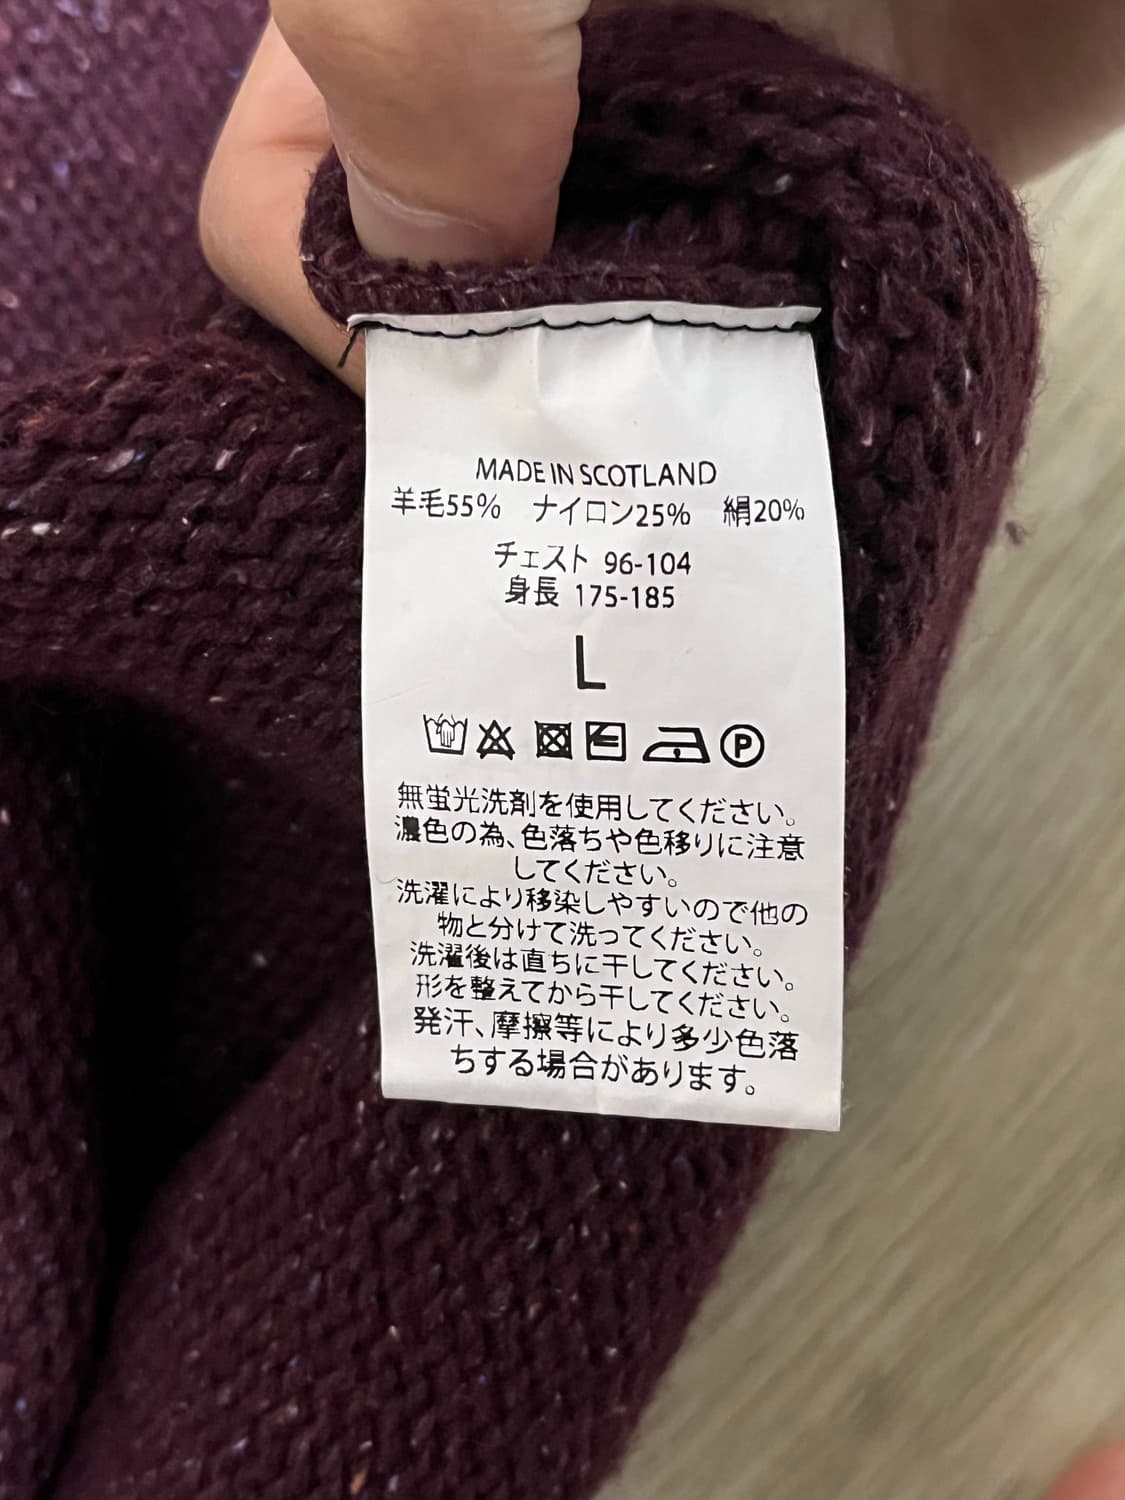 MADE IN SCOTLAND
羊毛55% ナイロン25% 絹20%
チェスト 96-104
身長 175-185
L
P
無蛍光洗剤を使用してください。
濃色の為、色落ちや色移りに注意
してください。
洗濯により移染しやすいので他の
物と分けて洗ってください。
洗濯後は直ちに干してください。
形を整えてから干してください。
発汗、摩擦等により多少色落
ちする場合があります。